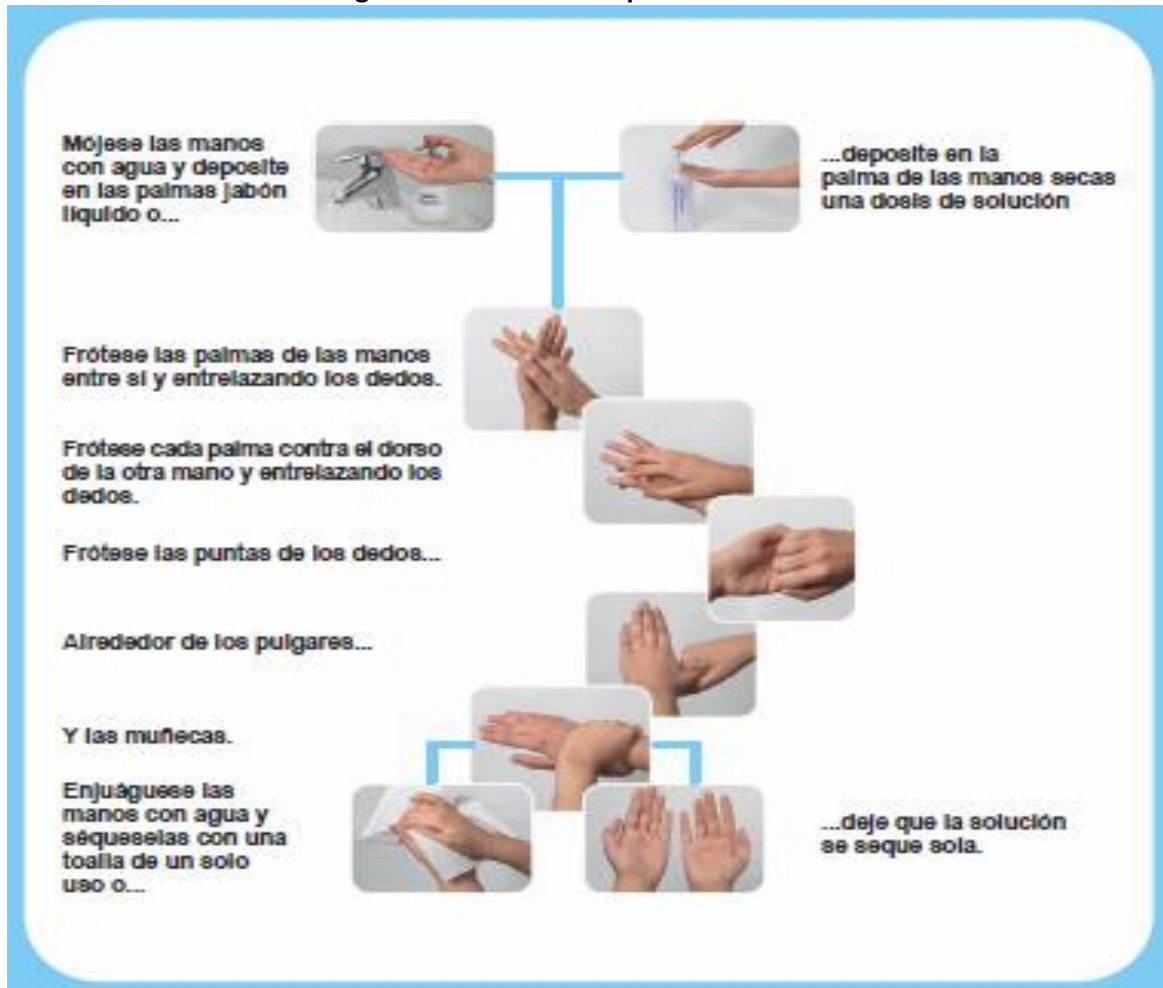 Mójese las manos
con agua y deposite
en las palmas jabón
líquido o...
...deposite en la
palma de las manos secas
una dosis de solución
Frótese las palmas de las manos
entre sí y entrelazando los dedos.
Frótese cada palma contra el dorso
de la otra mano y entrelazando los
dedos.
Frótese las puntas de los dedos...
Alrededor de los pulgares...
Y las muñecas.
Enjuáguese las
manos con agua y
séqueselas con una
toalla de un solo
uso o...
...deje que la solución
se seque sola.